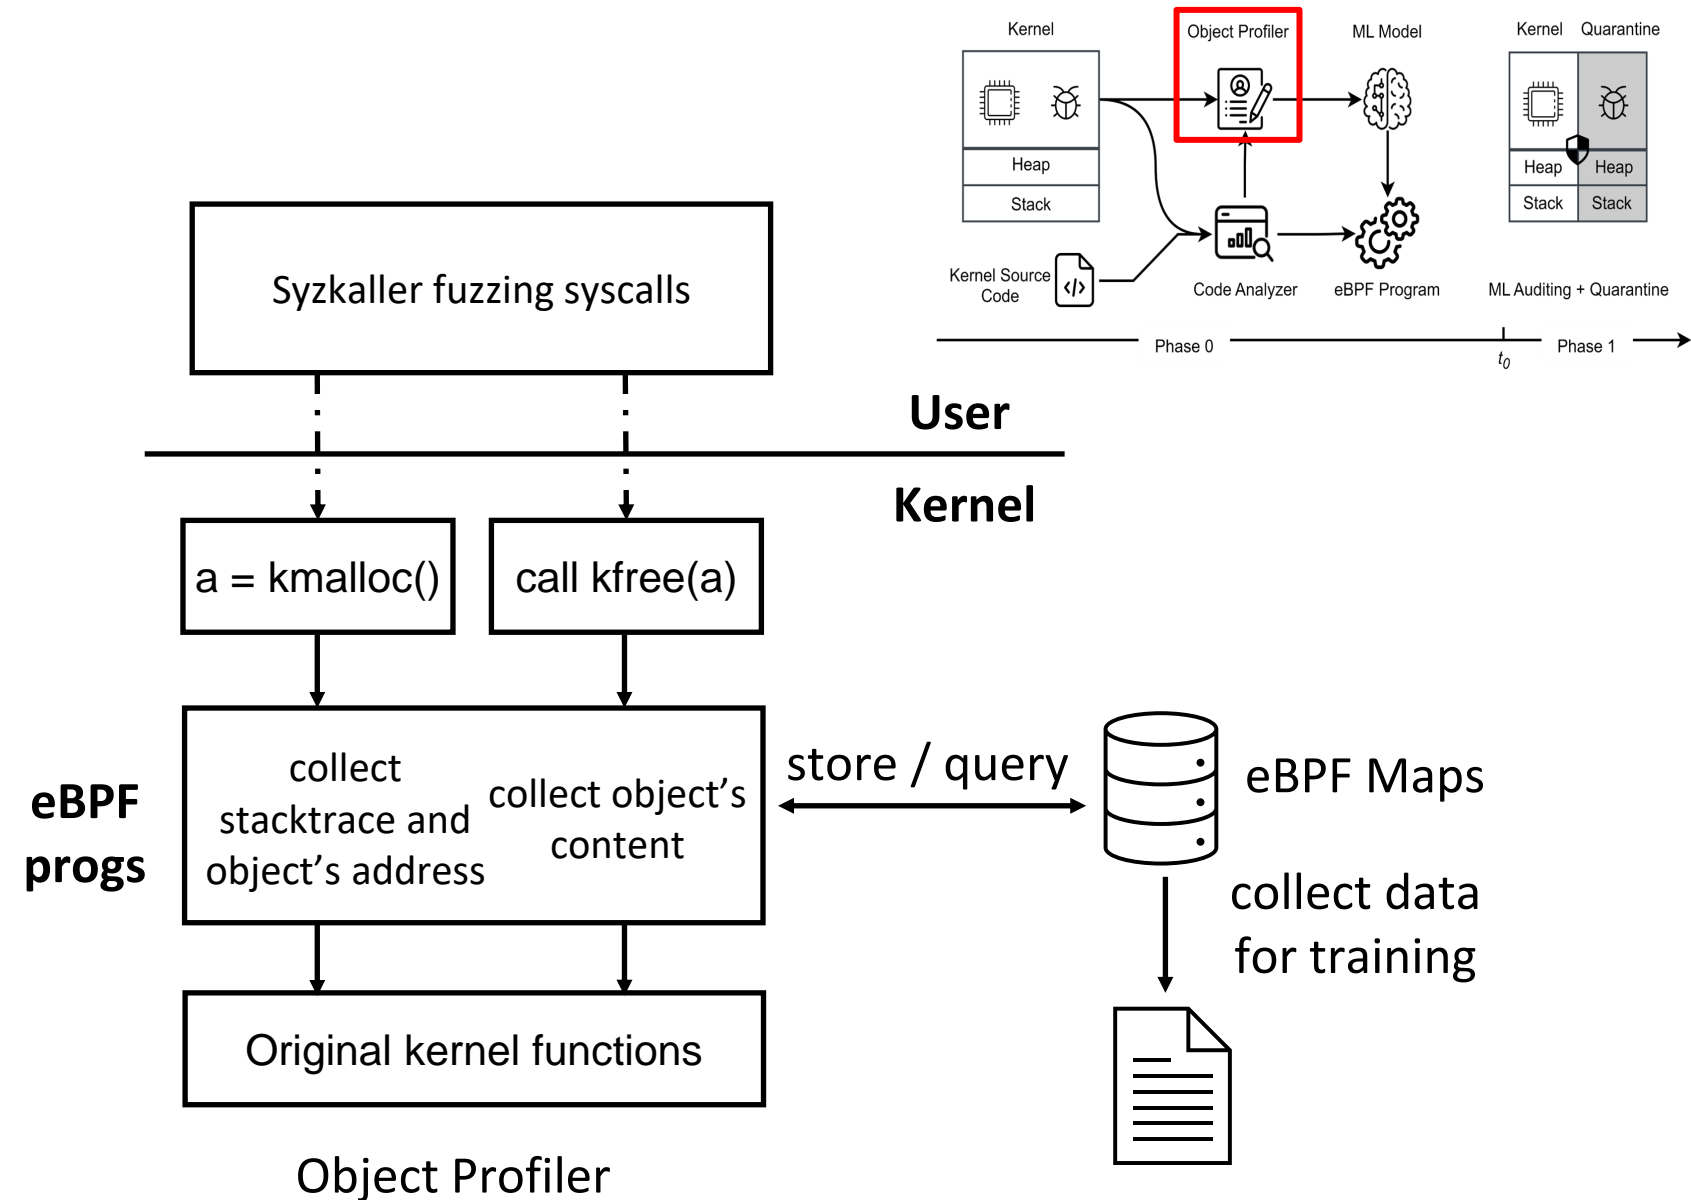 Kernel
Object Profiler
ML Model
Kernel Quarantine
Heap
Stack
Heap
Heap
Stack
Stack
Kernel Source
Code
</>
Code Analyzer
eBPF Program
ML Auditing + Quarantine
Phase 0
t0
Phase 1
Syzkaller fuzzing syscalls
User
Kernel
a = kmalloc()
call kfree(a)
eBPF
progs
collect
stacktrace and
object’s address
collect object’s
content
store / query
eBPF Maps
collect data
for training
Original kernel functions
Object Profiler